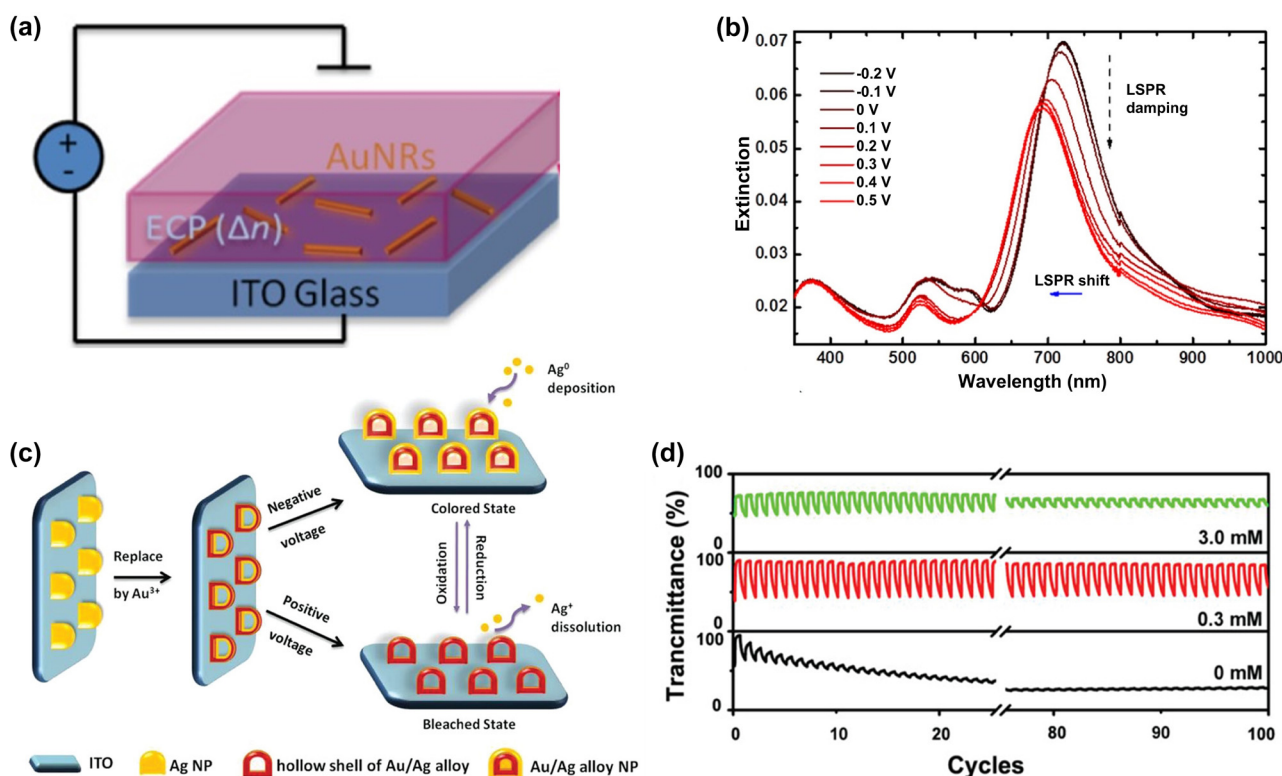 (a)
+
-
AuNRs
ECP (Δn)
ITO Glass
(b)
0.07
0.06
0.05
0.04
0.03
0.02
Extinction
-0.2 V
-0.1 V
0 V
0.1 V
0.2 V
0.3 V
0.4 V
0.5 V
LSPR
damping
LSPR shift
400 500 600 700 800 900 1000
Wavelength (nm)
(c)
Replace
by Au³⁺
Negative
voltage
Positive
voltage
Ag⁰
deposition
Colored State
Oxidation
Reduction
Ag⁺
dissolution
Bleached State
ITO
Ag NP
hollow shell of Au/Ag alloy
Au/Ag alloy NP
(d)
Trancmittance (%)
100
0
3.0 mM
100
0
0.3 mM
100
0
0 mM
0 10 20 80 90 100
Cycles